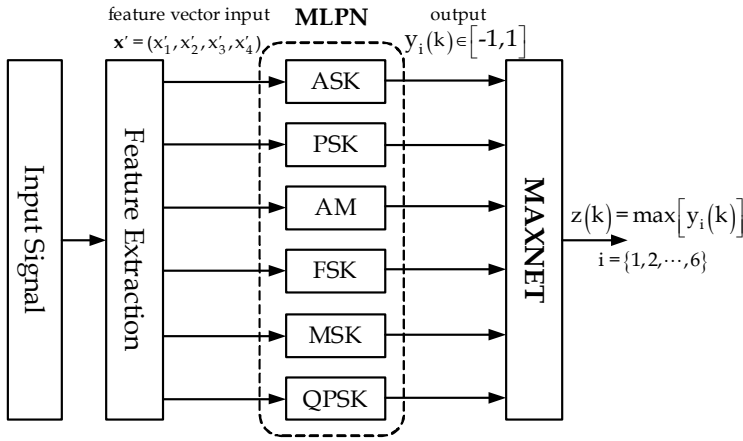 feature vector input
x' = (x'₁, x'₂, x'₃, x'₄)
MLPN
output
yᵢ(k)∈[-1,1]
Input Signal
Feature Extraction
ASK
PSK
AM
FSK
MSK
QPSK
MAXNET
z(k) = max[yᵢ(k)]
i = {1, 2, ⋯, 6}